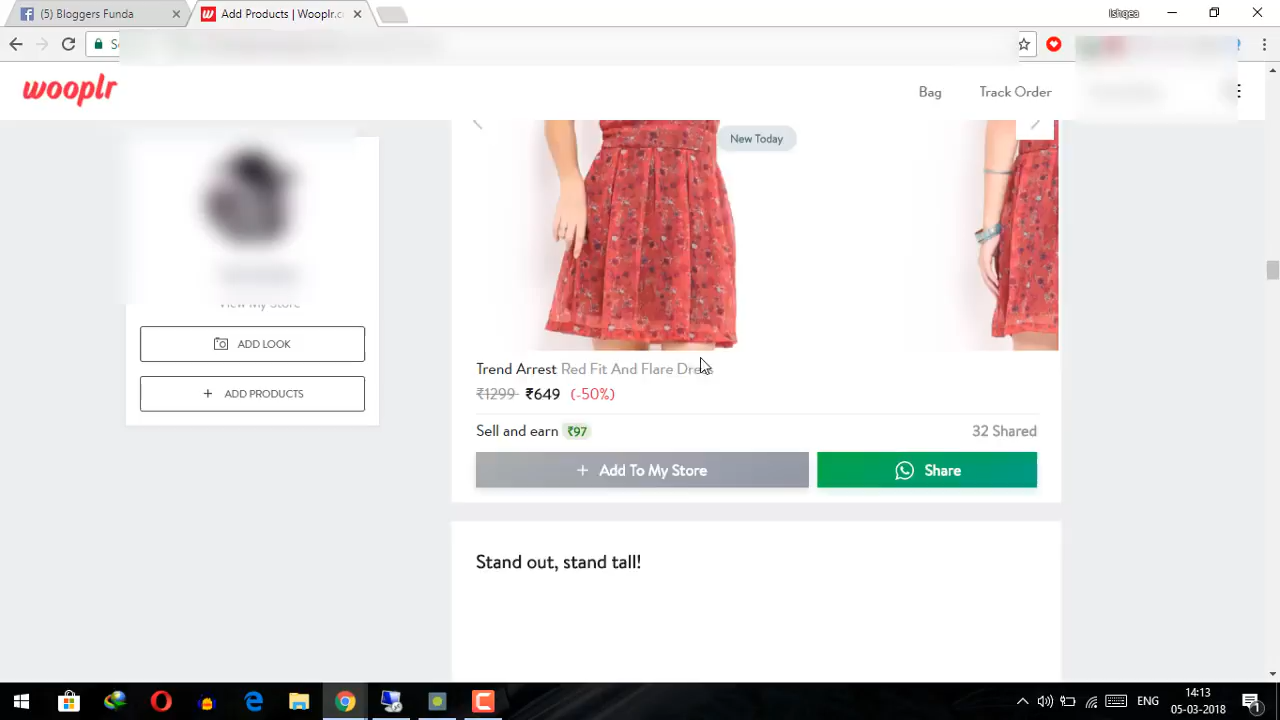 (5) Bloggers Funda
Add Products | Wooplr.c
Ishqea
S
wooplr
Bag
Track Order
New Today
View My Store
ADD LOOK
+ ADD PRODUCTS
Trend Arrest Red Fit And Flare Dress
₹1299 ₹649 (-50%)
Sell and earn ₹97
32 Shared
+ Add To My Store
Share
Stand out, stand tall!
ENG
14:13
05-03-2018
1